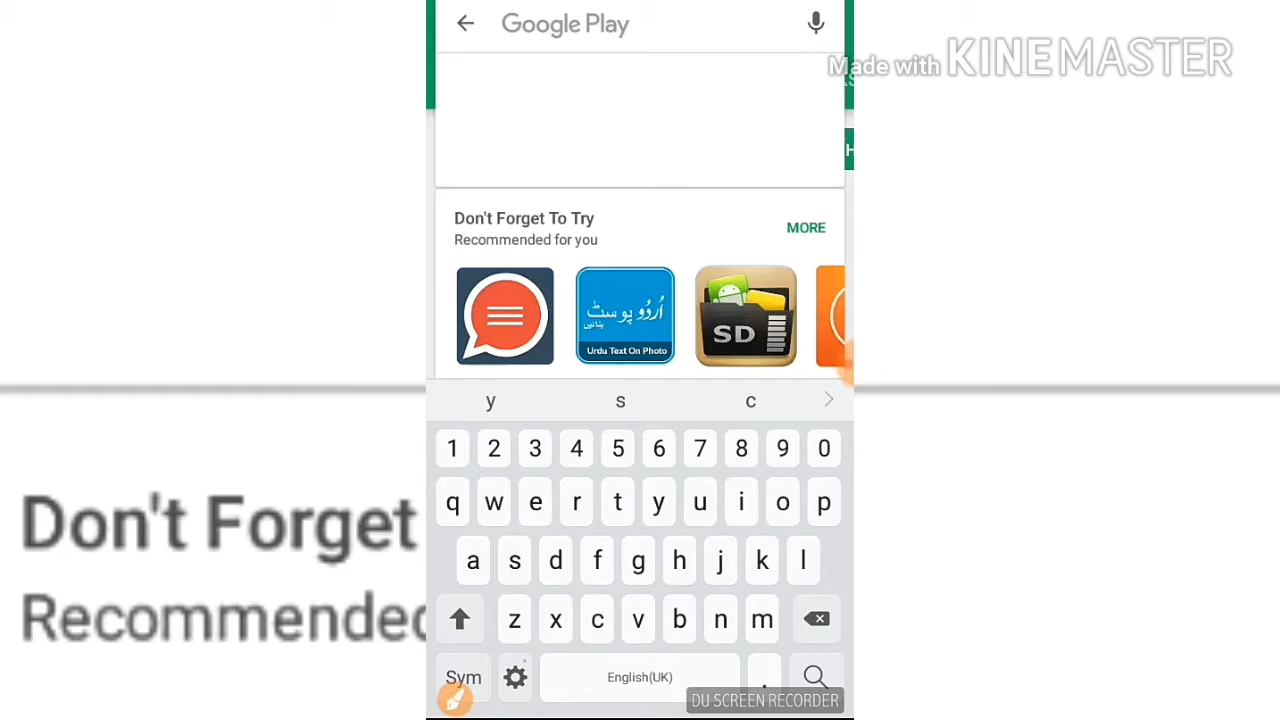 Google Play
Made with KINEMASTER
H
Don't Forget To Try
MORE
Recommended for you
اُردُو پوسٹ
بنائیں
Urdu Text On Photo
SD
y s c
1 2 3 4 5 6 7 8 9 0
q w e r t y u i o p
a s d f g h j k l
z x c v b n m
Sym English(UK) .
DU SCREEN RECORDER
Don't Forget
Recommended